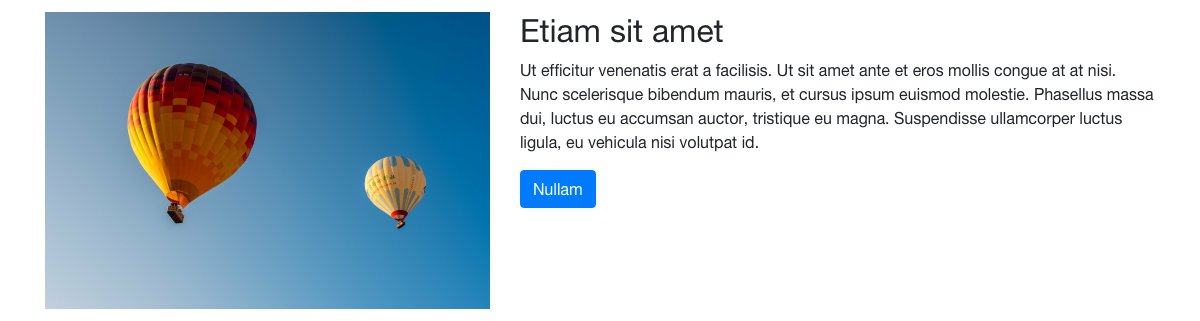 Etiam sit amet
Ut efficitur venenatis erat a facilisis. Ut sit amet ante et eros mollis congue at at nisi.
Nunc scelerisque bibendum mauris, et cursus ipsum euismod molestie. Phasellus massa
dui, luctus eu accumsan auctor, tristique eu magna. Suspendisse ullamcorper luctus
ligula, eu vehicula nisi volutpat id.
Nullam